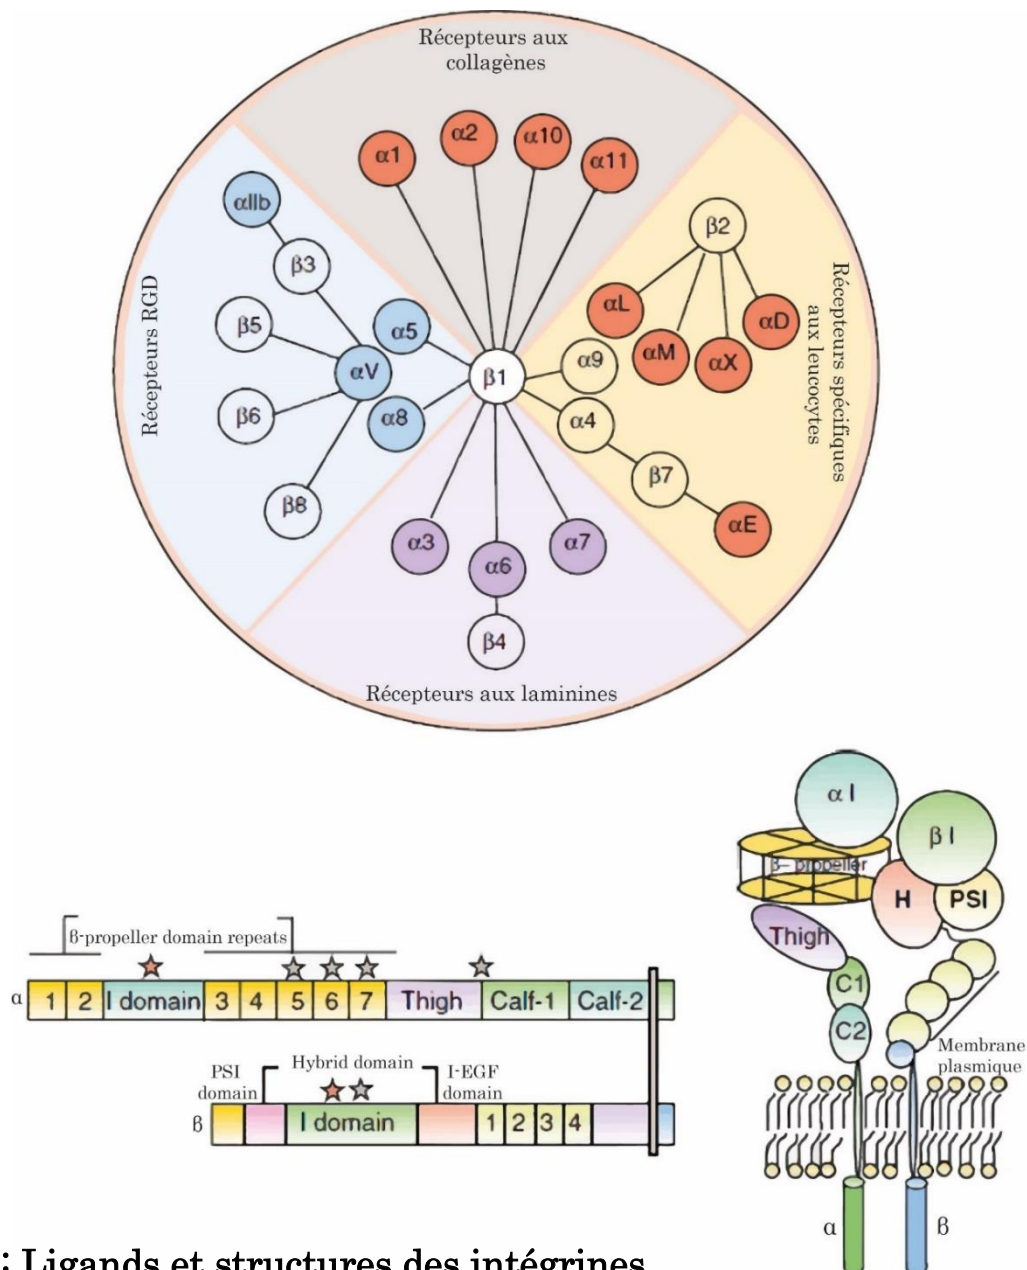 Récepteurs aux
collagènes
α1
α2
α10
α11
αIIb
β3
β5
αV
α5
β6
α8
β8
Récepteurs RGD
β1
β2
αL
αM
αX
αD
α9
α4
β7
αE
Récepteurs spécifiques
aux leucocytes
α3
α6
α7
β4
Récepteurs aux laminines
α I
β I
β– propeller
H
PSI
Thigh
C1
C2
Membrane
plasmique
α
β
β-propeller domain repeats
α 1 2 I domain 3 4 5 6 7 Thigh Calf-1 Calf-2
PSI
domain
Hybrid domain
I-EGF
domain
β I domain 1 2 3 4
: Ligands et structures des intégrines